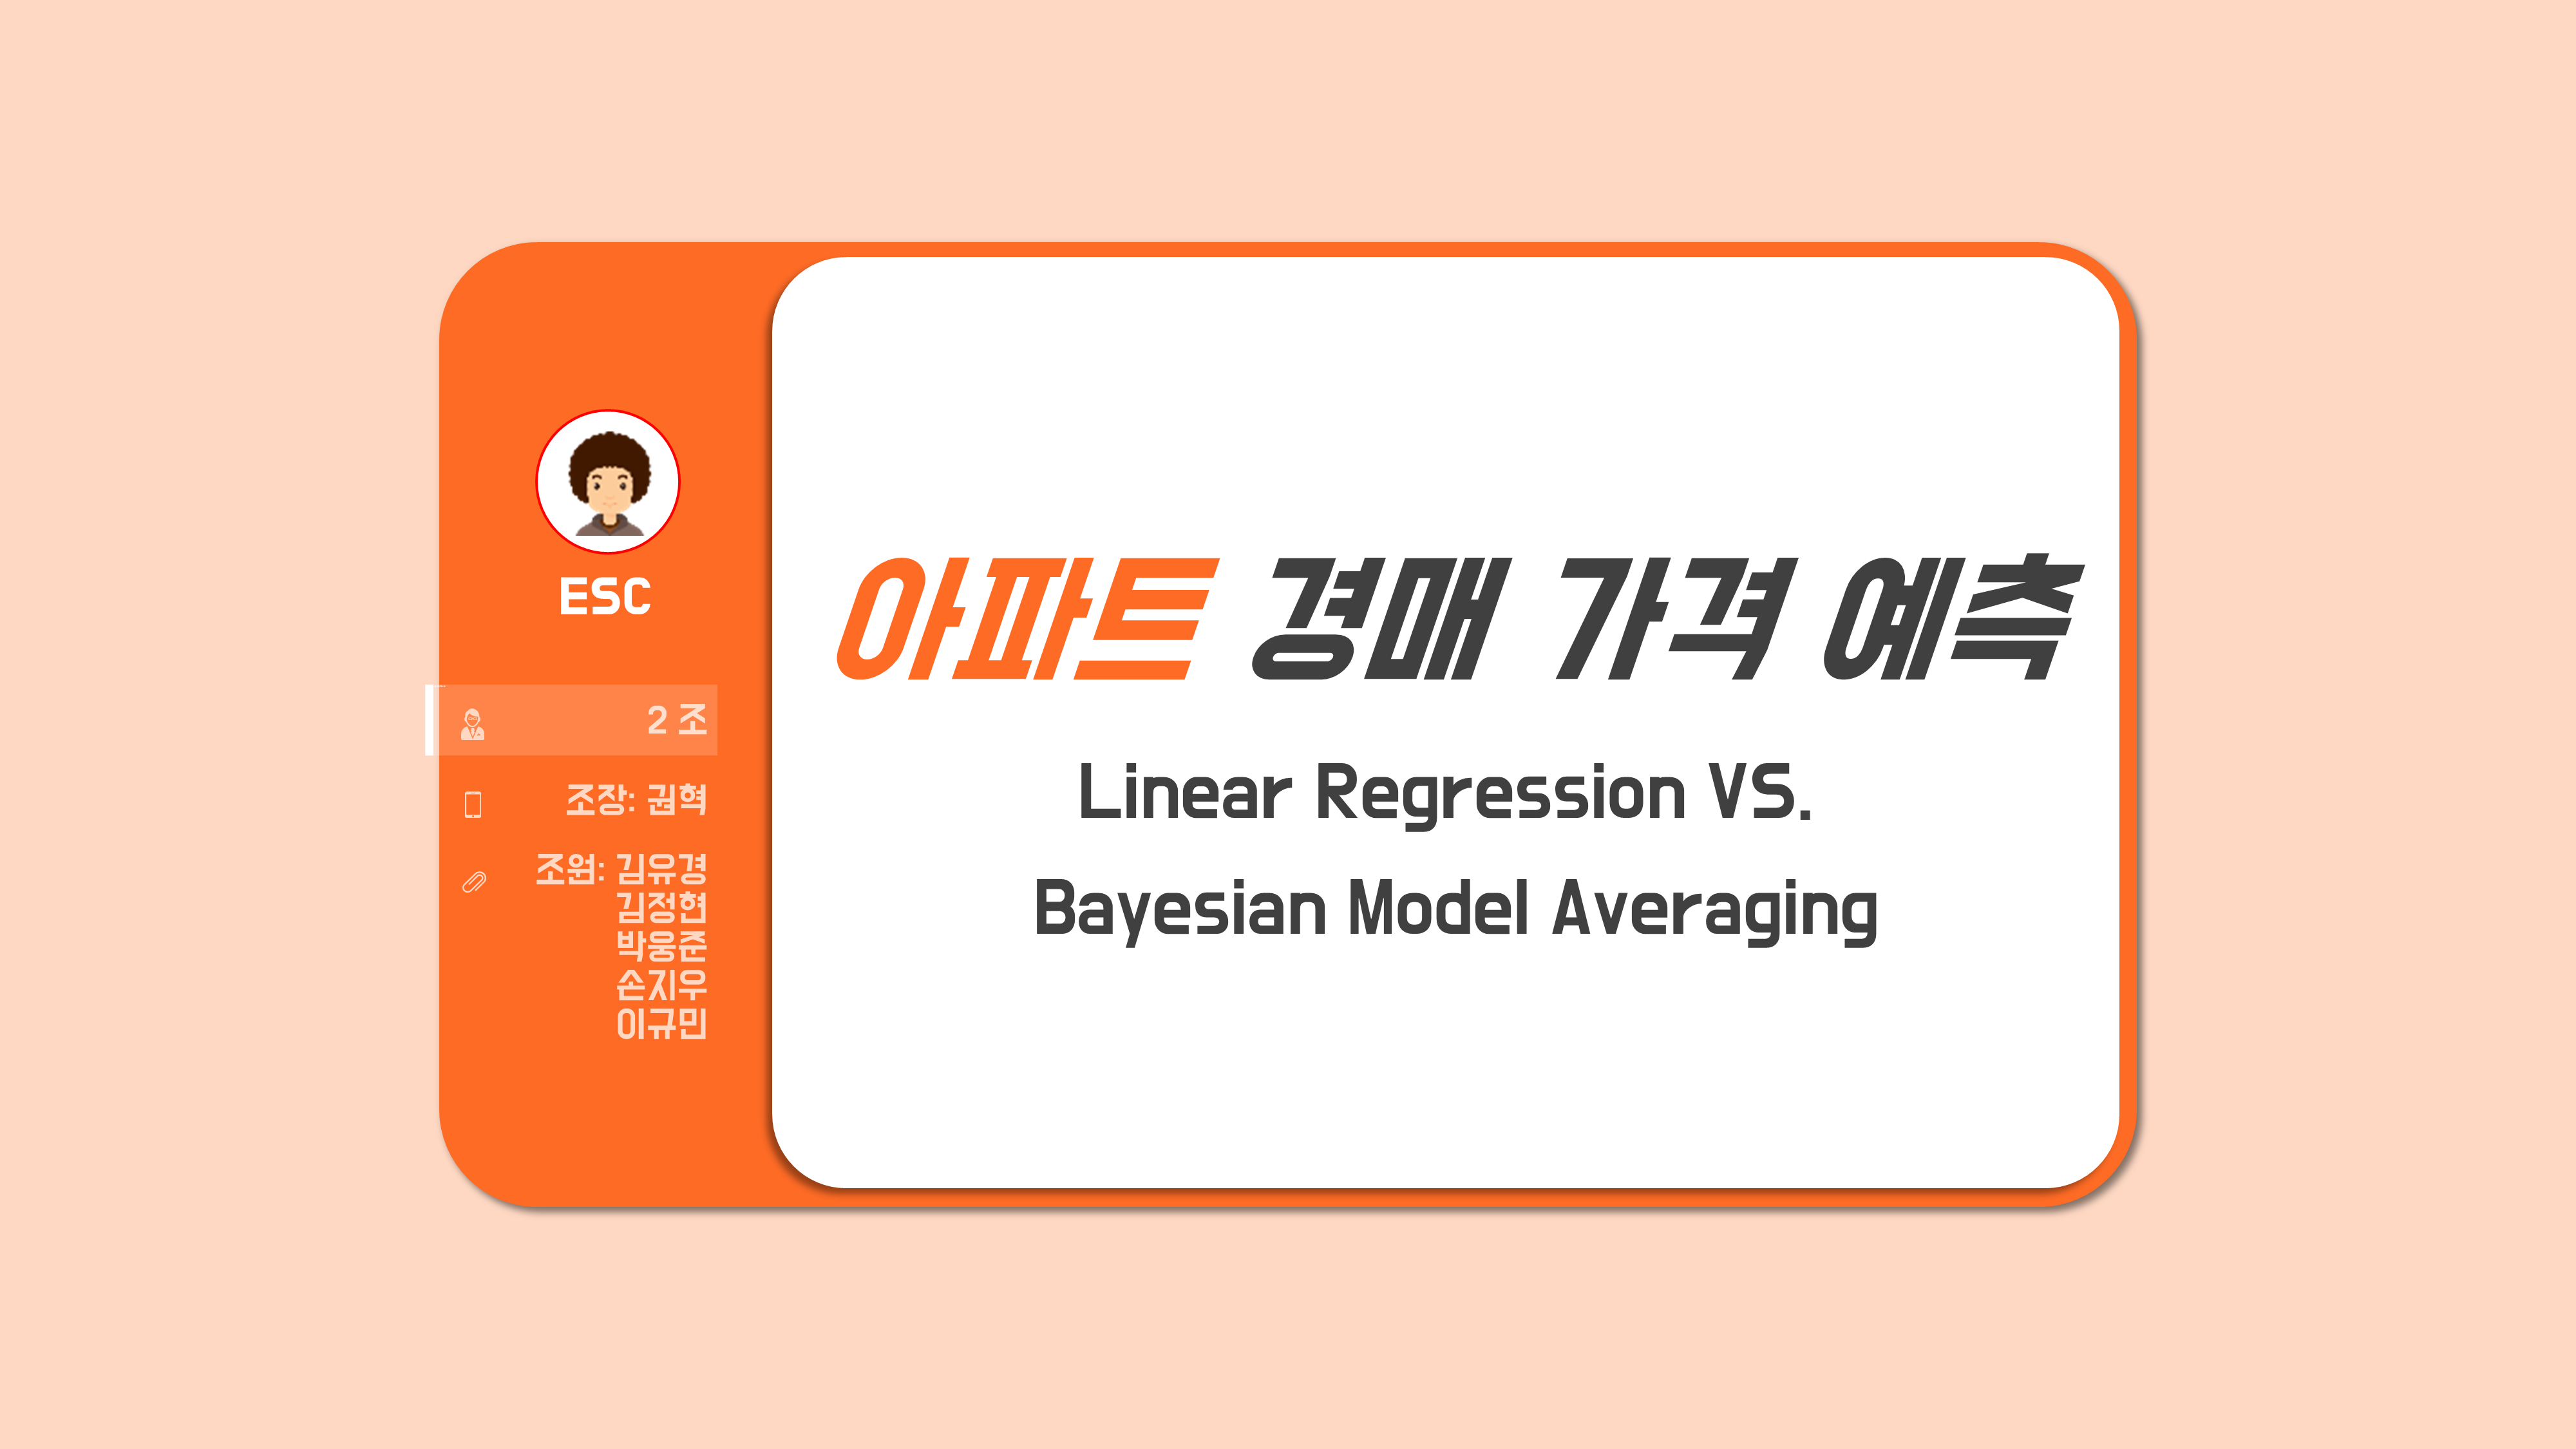 ESC
2 조
조장: 권혁
조원: 김유경
김정현
박웅준
손지우
이규민
아파트 경매 가격 예측
Linear Regression VS.
Bayesian Model Averaging